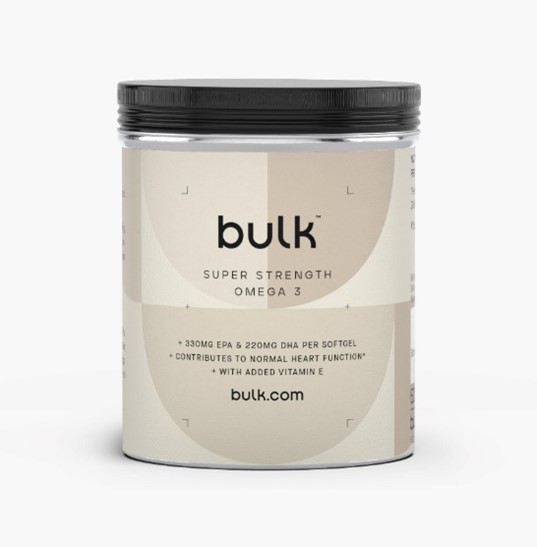 bulk™
SUPER STRENGTH
OMEGA 3
+ 330MG EPA & 220MG DHA PER SOFTGEL
+ CONTRIBUTES TO NORMAL HEART FUNCTION*
+ WITH ADDED VITAMIN E
bulk.com